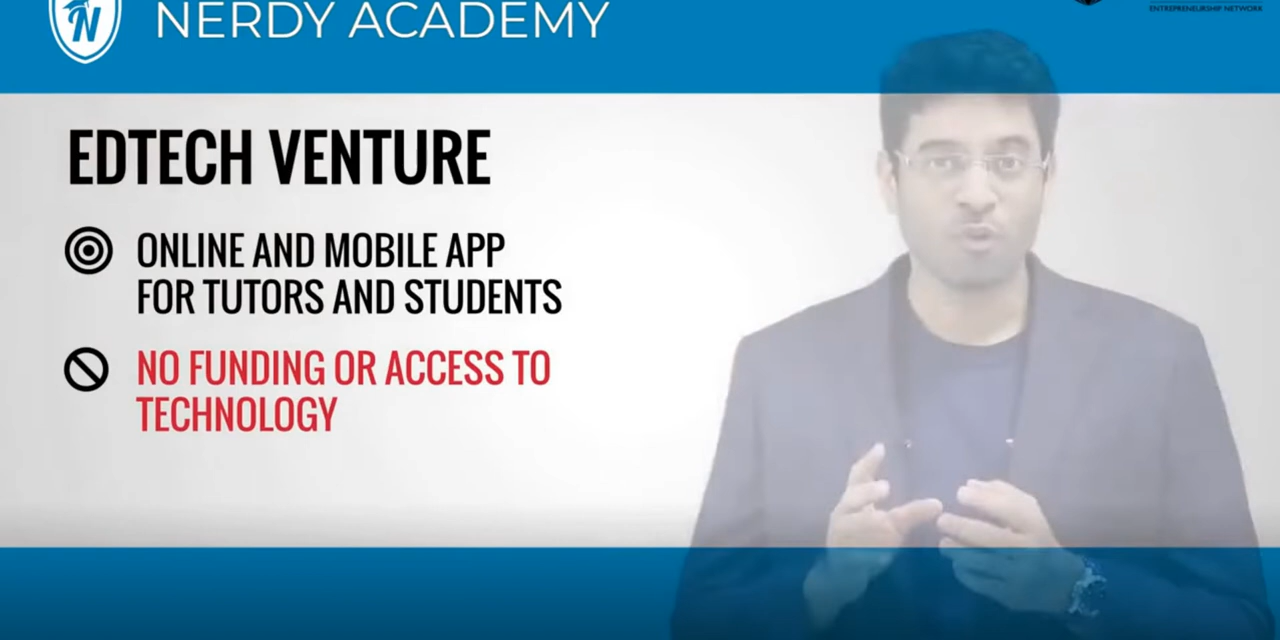 N
NERDY ACADEMY
ENTREPRENEURSHIP NETWORK
EDTECH VENTURE
ONLINE AND MOBILE APP
FOR TUTORS AND STUDENTS
NO FUNDING OR ACCESS TO
TECHNOLOGY